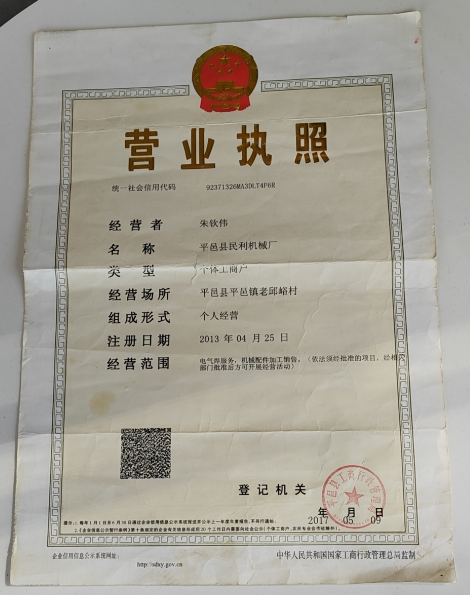 营业执照
统一社会信用代码 92371326MA3DLT4P6R
经营者 朱钦伟
名称 平邑县民利机械厂
类型 个体工商户
经营场所 平邑县平邑镇老邱峪村
组成形式 个人经营
注册日期 2013 年 04 月 25 日
经营范围 电气焊服务，机械配件加工销售。（依法须经批准的项目，经相关
部门批准后方可开展经营活动）
登记机关
年 月 日
2017 05 09
企业信用信息公示系统网址：
中华人民共和国国家工商行政管理总局监制